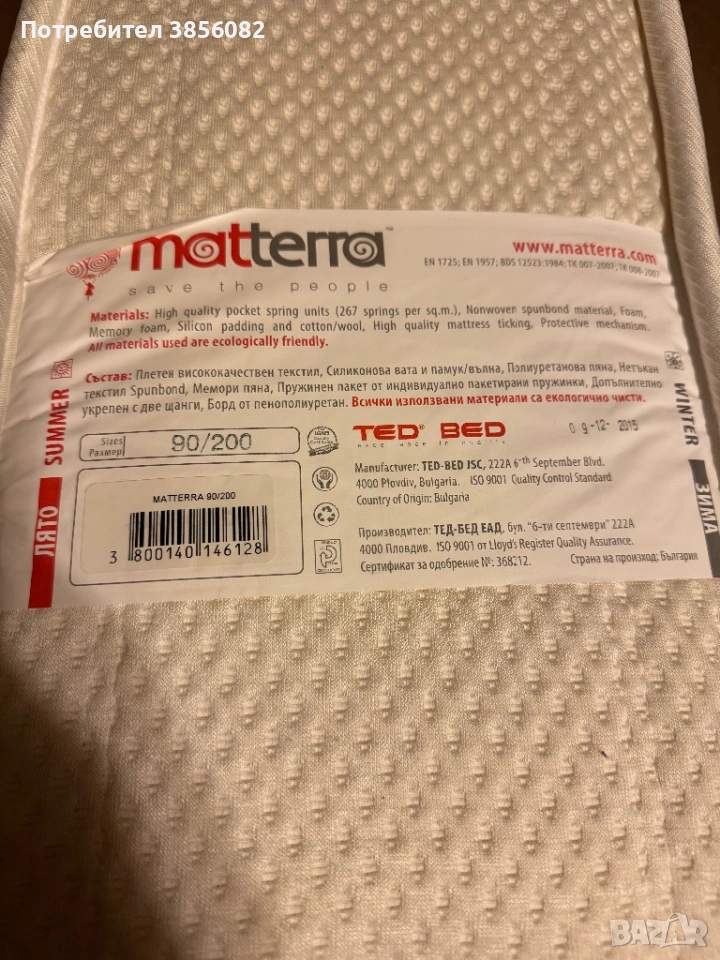 Потребител 3856082
matterra™
save the people
www.matterra.com
EN 1725; EN 1957; BDS 12523:1984; TK 007-2007; TK 008-2007
Materials: High quality pocket spring units (267 springs per sq.m.), Nonwoven spunbond material, Foam,
Memory foam, Silicon padding and cotton/wool, High quality mattress ticking, Protective mechanism.
All materials used are ecologically friendly.
Състав: Плетен висококачествен текстил, Силиконова вата и памук/вълна, Полиуретанова пяна, Нетъкан
текстил Spunbond, Мемори пяна, Пружинен пакет от индивидуално пакетирани пружинки, Допълнително
укрепен с две щанги, Борд от пенополиуретан. Всички използвани материали са екологично чисти.
SUMMER
ЛЯТО
WINTER
ЗИМА
Sizes
Размер
90/200
MATTERRA 90/200
3 800140 146128
TED® BED
09-12-2015
Manufacturer: TED-BED JSC, 222A 6-th September Blvd.
4000 Plovdiv, Bulgaria. ISO 9001 Quality Control Standard
Country of Origin: Bulgaria
Производител: ТЕД-БЕД ЕАД, бул. "6-ти септември" 222А
4000 Пловдив. ISO 9001 от Lloyd's Register Quality Assurance.
Сертификат за одобрение №: 368212. Страна на произход: България
BAZAR